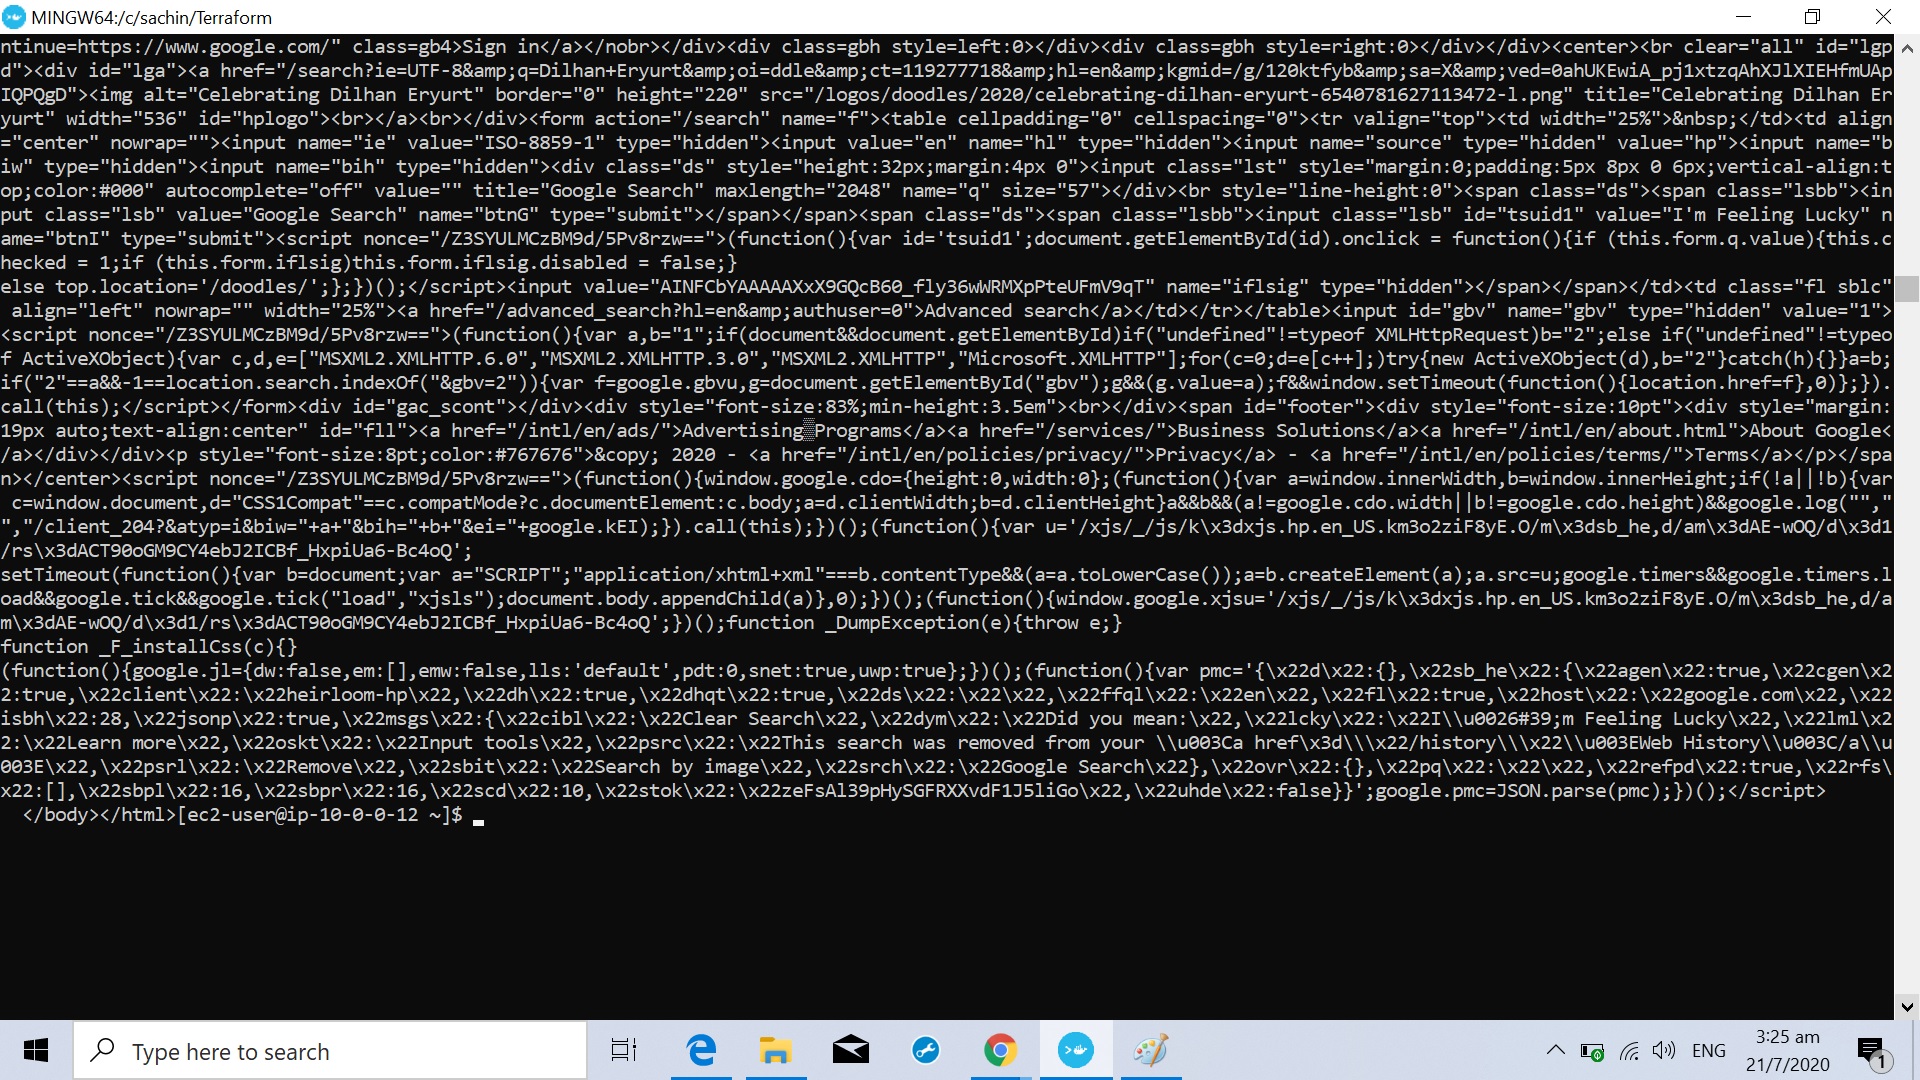 MINGW64:/c/sachin/Terraform
ntinue=https://www.google.com/" class=gb4>Sign in</a></nobr></div><div class=gbh style=left:0></div><div class=gbh style=right:0></div></div><center><br clear="all" id="lgp
d"><div id="lga"><a href="/search?ie=UTF-8&amp;q=Dilhan+Eryurt&amp;oi=ddle&amp;ct=119277718&amp;hl=en&amp;kgmid=/g/120ktfyb&amp;sa=X&amp;ved=0ahUKEwiA_pj1xtzqAhXJlXIEHfmUAp
IQPQgD"><img alt="Celebrating Dilhan Eryurt" border="0" height="220" src="/logos/doodles/2020/celebrating-dilhan-eryurt-6540781627113472-l.png" title="Celebrating Dilhan Er
yurt" width="536" id="hplogo"><br></a><br></div><form action="/search" name="f"><table cellpadding="0" cellspacing="0"><tr valign="top"><td width="25%">&nbsp;</td><td align
="center" nowrap=""><input name="ie" value="ISO-8859-1" type="hidden"><input value="en" name="hl" type="hidden"><input name="source" type="hidden" value="hp"><input name="b
iw" type="hidden"><input name="bih" type="hidden"><div class="ds" style="height:32px;margin:4px 0"><input class="lst" style="margin:0;padding:5px 8px 0 6px;vertical-align:t
op;color:#000" autocomplete="off" value="" title="Google Search" maxlength="2048" name="q" size="57"></div><br style="line-height:0"><span class="ds"><span class="lsbb"><in
put class="lsb" value="Google Search" name="btnG" type="submit"></span></span><span class="ds"><span class="lsbb"><input class="lsb" id="tsuid1" value="I'm Feeling Lucky" n
ame="btnI" type="submit"><script nonce="/Z3SYULMCzBM9d/5Pv8rzw==">(function(){var id='tsuid1';document.getElementById(id).onclick = function(){if (this.form.q.value){this.c
hecked = 1;if (this.form.iflsig)this.form.iflsig.disabled = false;}
else top.location='/doodles/';};})();</script><input value="AINFCbYAAAAAXxX9GQcB60_fly36wWRMXpPteUFmV9qT" name="iflsig" type="hidden"></span></span></td><td class="fl sblc"
align="left" nowrap="" width="25%"><a href="/advanced_search?hl=en&amp;authuser=0">Advanced search</a></td></tr></table><input id="gbv" name="gbv" type="hidden" value="1">
<script nonce="/Z3SYULMCzBM9d/5Pv8rzw==">(function(){var a,b="1";if(document&&document.getElementById)if("undefined"!=typeof XMLHttpRequest)b="2";else if("undefined"!=typeo
f ActiveXObject){var c,d,e=["MSXML2.XMLHTTP.6.0","MSXML2.XMLHTTP.3.0","MSXML2.XMLHTTP","Microsoft.XMLHTTP"];for(c=0;d=e[c++];)try{new ActiveXObject(d),b="2"}catch(h){}}a=b;
if("2"==a&&-1==location.search.indexOf("&gbv=2")){var f=google.gbvu,g=document.getElementById("gbv");g&&(g.value=a);f&&window.setTimeout(function(){location.href=f},0)};}).
call(this);</script></form><div id="gac_scont"></div><div style="font-size:83%;min-height:3.5em"><br></div><span id="footer"><div style="font-size:10pt"><div style="margin:
19px auto;text-align:center" id="fll"><a href="/intl/en/ads/">Advertising▒Programs</a><a href="/services/">Business Solutions</a><a href="/intl/en/about.html">About Google<
/a></div></div><p style="font-size:8pt;color:#767676">&copy; 2020 - <a href="/intl/en/policies/privacy/">Privacy</a> - <a href="/intl/en/policies/terms/">Terms</a></p></spa
n></center><script nonce="/Z3SYULMCzBM9d/5Pv8rzw==">(function(){window.google.cdo={height:0,width:0};(function(){var a=window.innerWidth,b=window.innerHeight;if(!a||!b){var
c=window.document,d="CSS1Compat"==c.compatMode?c.documentElement:c.body;a=d.clientWidth;b=d.clientHeight}a&&b&&(a!=google.cdo.width||b!=google.cdo.height)&&google.log("","
","/client_204?&atyp=i&biw="+a+"&bih="+b+"&ei="+google.kEI);}).call(this);})();(function(){var u='/xjs/_/js/k\x3dxjs.hp.en_US.km3o2ziF8yE.O/m\x3dsb_he,d/am\x3dAE-wOQ/d\x3d1
/rs\x3dACT90oGM9CY4ebJ2ICBf_HxpiUa6-Bc4oQ';
setTimeout(function(){var b=document;var a="SCRIPT";"application/xhtml+xml"===b.contentType&&(a=a.toLowerCase());a=b.createElement(a);a.src=u;google.timers&&google.timers.l
oad&&google.tick&&google.tick("load","xjsls");document.body.appendChild(a)},0);})();(function(){window.google.xjsu='/xjs/_/js/k\x3dxjs.hp.en_US.km3o2ziF8yE.O/m\x3dsb_he,d/a
m\x3dAE-wOQ/d\x3d1/rs\x3dACT90oGM9CY4ebJ2ICBf_HxpiUa6-Bc4oQ';})();function _DumpException(e){throw e;}
function _F_installCss(c){}
(function(){google.jl={dw:false,em:[],emw:false,lls:'default',pdt:0,snet:true,uwp:true};})();(function(){var pmc='{\x22d\x22:{},\x22sb_he\x22:{\x22agen\x22:true,\x22cgen\x2
2:true,\x22client\x22:\x22heirloom-hp\x22,\x22dh\x22:true,\x22dhqt\x22:true,\x22ds\x22:\x22\x22,\x22ffql\x22:\x22en\x22,\x22fl\x22:true,\x22host\x22:\x22google.com\x22,\x22
isbh\x22:28,\x22jsonp\x22:true,\x22msgs\x22:{\x22cibl\x22:\x22Clear Search\x22,\x22dym\x22:\x22Did you mean:\x22,\x22lcky\x22:\x22I\\u0026#39;m Feeling Lucky\x22,\x22lml\x2
2:\x22Learn more\x22,\x22oskt\x22:\x22Input tools\x22,\x22psrc\x22:\x22This search was removed from your \\u003Ca href\x3d\\\x22/history\\\x22\\u003EWeb History\\u003C/a\\u
003E\x22,\x22psrl\x22:\x22Remove\x22,\x22sbit\x22:\x22Search by image\x22,\x22srch\x22:\x22Google Search\x22},\x22ovr\x22:{},\x22pq\x22:\x22\x22,\x22refpd\x22:true,\x22rfs\
x22:[],\x22sbpl\x22:16,\x22sbpr\x22:16,\x22scd\x22:10,\x22stok\x22:\x22zeFsAl39pHySGFRXXvdF1J5liGo\x22,\x22uhde\x22:false}}';google.pmc=JSON.parse(pmc);})();</script>
</body></html>[ec2-user@ip-10-0-0-12 ~]$
Type here to search
ENG
3:25 am
21/7/2020
1